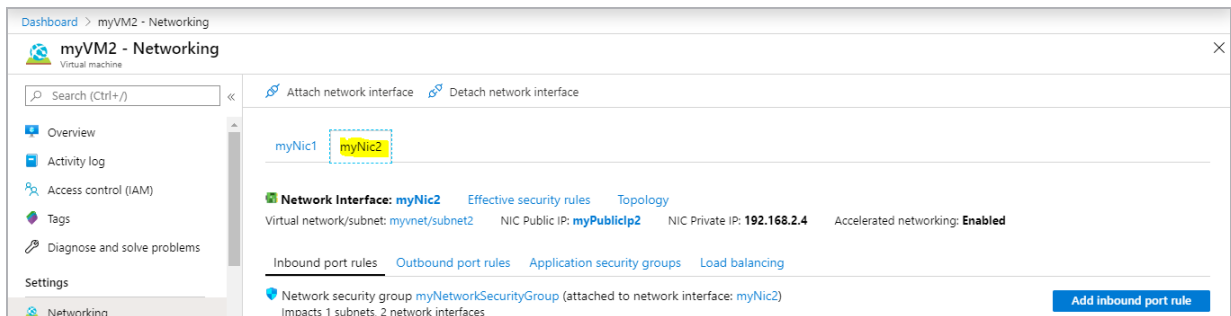 Dashboard > myVM2 - Networking
myVM2 - Networking
Virtual machine
Search (Ctrl+/)
«
Attach network interface
Detach network interface
Overview
Activity log
Access control (IAM)
Tags
Diagnose and solve problems
Settings
Networking
myNic1
myNic2
Network Interface: myNic2 Effective security rules Topology
Virtual network/subnet: myvnet/subnet2 NIC Public IP: myPublicIp2 NIC Private IP: 192.168.2.4 Accelerated networking: Enabled
Inbound port rules Outbound port rules Application security groups Load balancing
Network security group myNetworkSecurityGroup (attached to network interface: myNic2)
Impacts 1 subnets, 2 network interfaces
Add inbound port rule